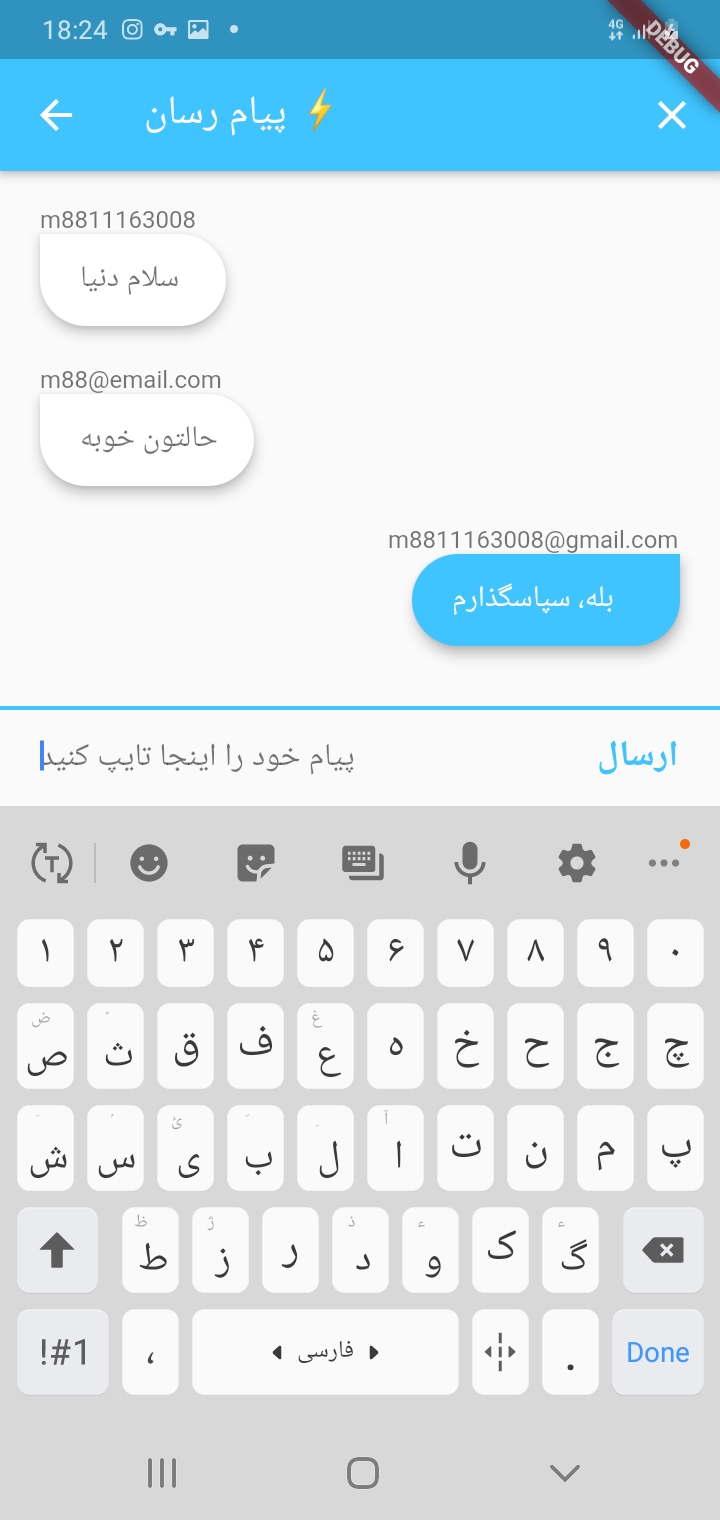 18:24
4G
DEBUG
پیام رسان ⚡
m8811163008
سلام دنیا
m88@email.com
حالتون خوبه
m8811163008@gmail.com
بله، سپاسگذارم
پیام خود را اینجا تایپ کنید
ارسال
۱ ۲ ۳ ۴ ۵ ۶ ۷ ۸ ۹ ۰
ض غ
ص ث ق ف ع ه خ ح ج چ
ئ آ
ش س ی ب ل ا ت ن م پ
ظ ژ ذ ء ء
ط ز ر د و ک گ
!#1 ، فارسی . Done